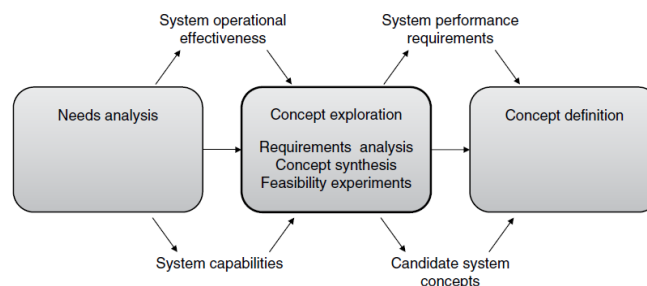 System operational
effectiveness
System performance
requirements
Needs analysis
Concept exploration
Requirements analysis
Concept synthesis
Feasibility experiments
Concept definition
System capabilities
Candidate system
concepts